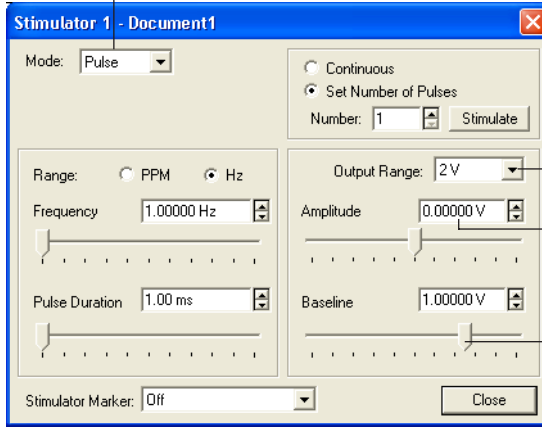 Stimulator 1 - Document1
Mode: Pulse
Continuous
Set Number of Pulses
Number: 1 Stimulate
Range: PPM Hz
Frequency 1.00000 Hz
Pulse Duration 1.00 ms
Output Range: 2 V
Amplitude 0.00000 V
Baseline 1.00000 V
Stimulator Marker: Off
Close